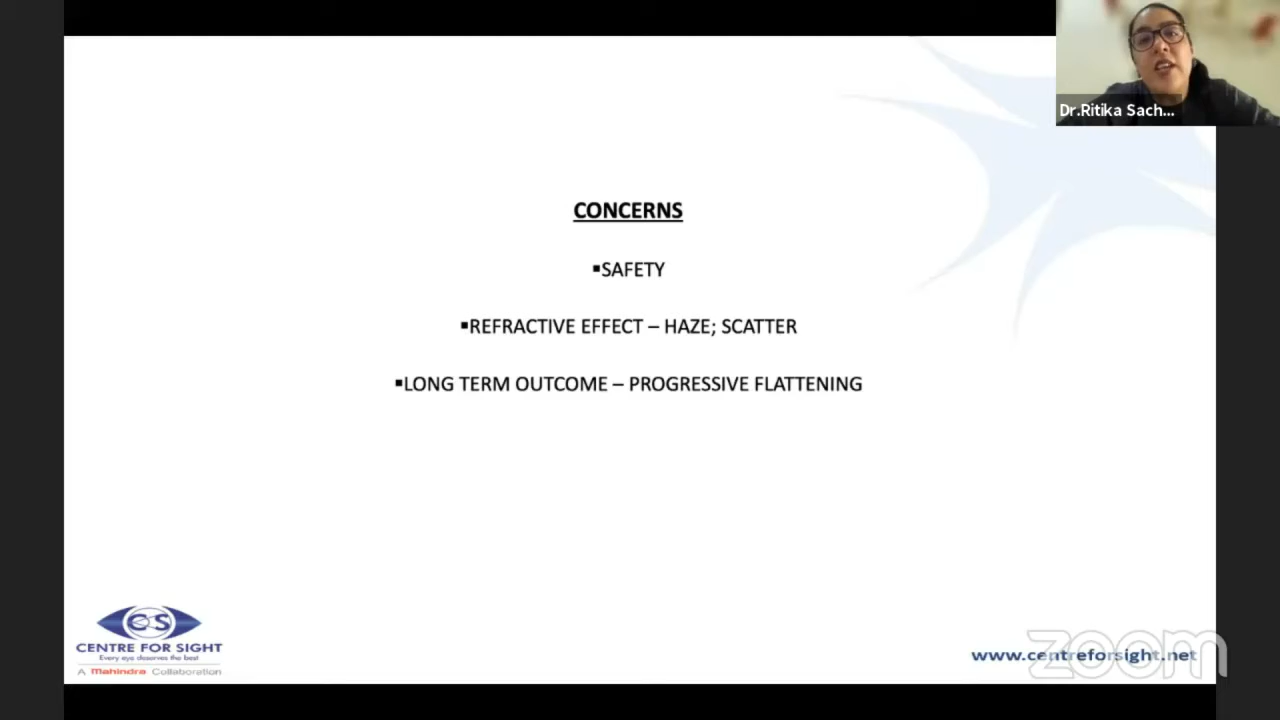 Dr.Ritika Sach...
CONCERNS
▪SAFETY
▪REFRACTIVE EFFECT – HAZE; SCATTER
▪LONG TERM OUTCOME – PROGRESSIVE FLATTENING
CFS
CENTRE FOR SIGHT
Every eye deserves the best
A Mahindra Collaboration
www.centreforsight.net
zoom